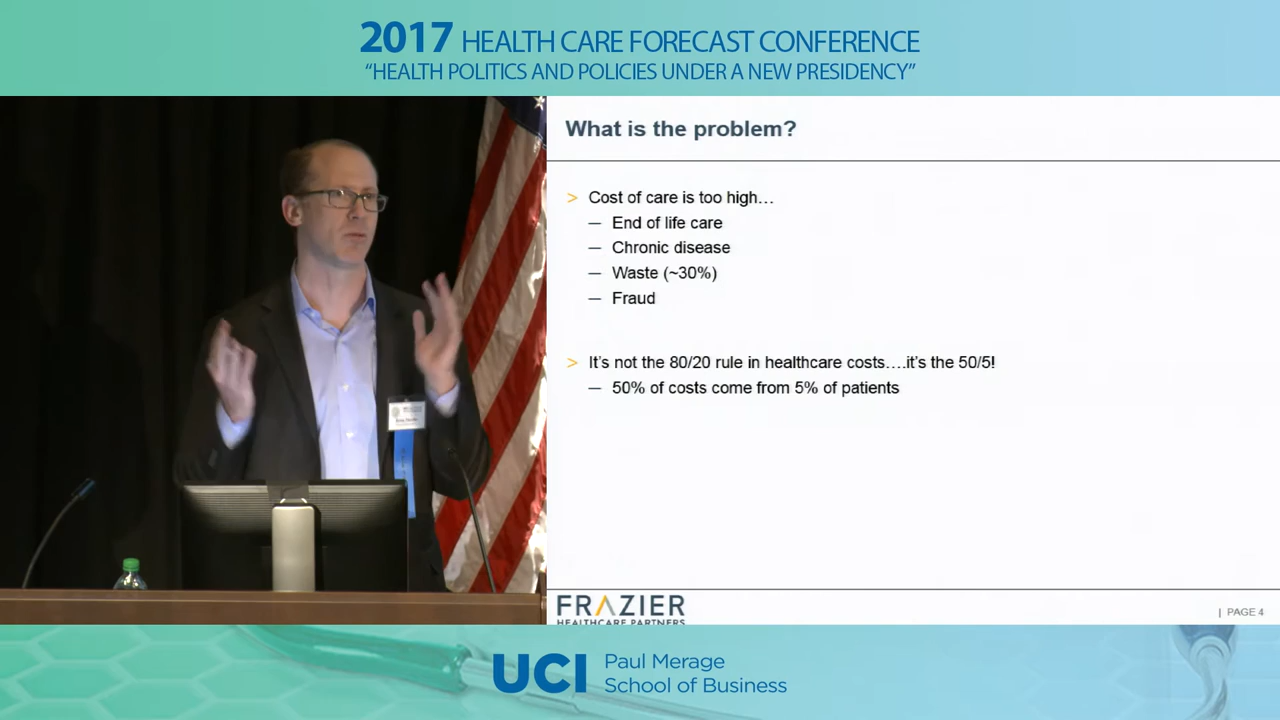 2017 HEALTH CARE FORECAST CONFERENCE
“HEALTH POLITICS AND POLICIES UNDER A NEW PRESIDENCY”
What is the problem?
> Cost of care is too high…
— End of life care
— Chronic disease
— Waste (~30%)
— Fraud
> It’s not the 80/20 rule in healthcare costs….it’s the 50/5!
— 50% of costs come from 5% of patients
FRAZIER
HEALTHCARE PARTNERS
| PAGE 4
UCI Paul Merage
School of Business